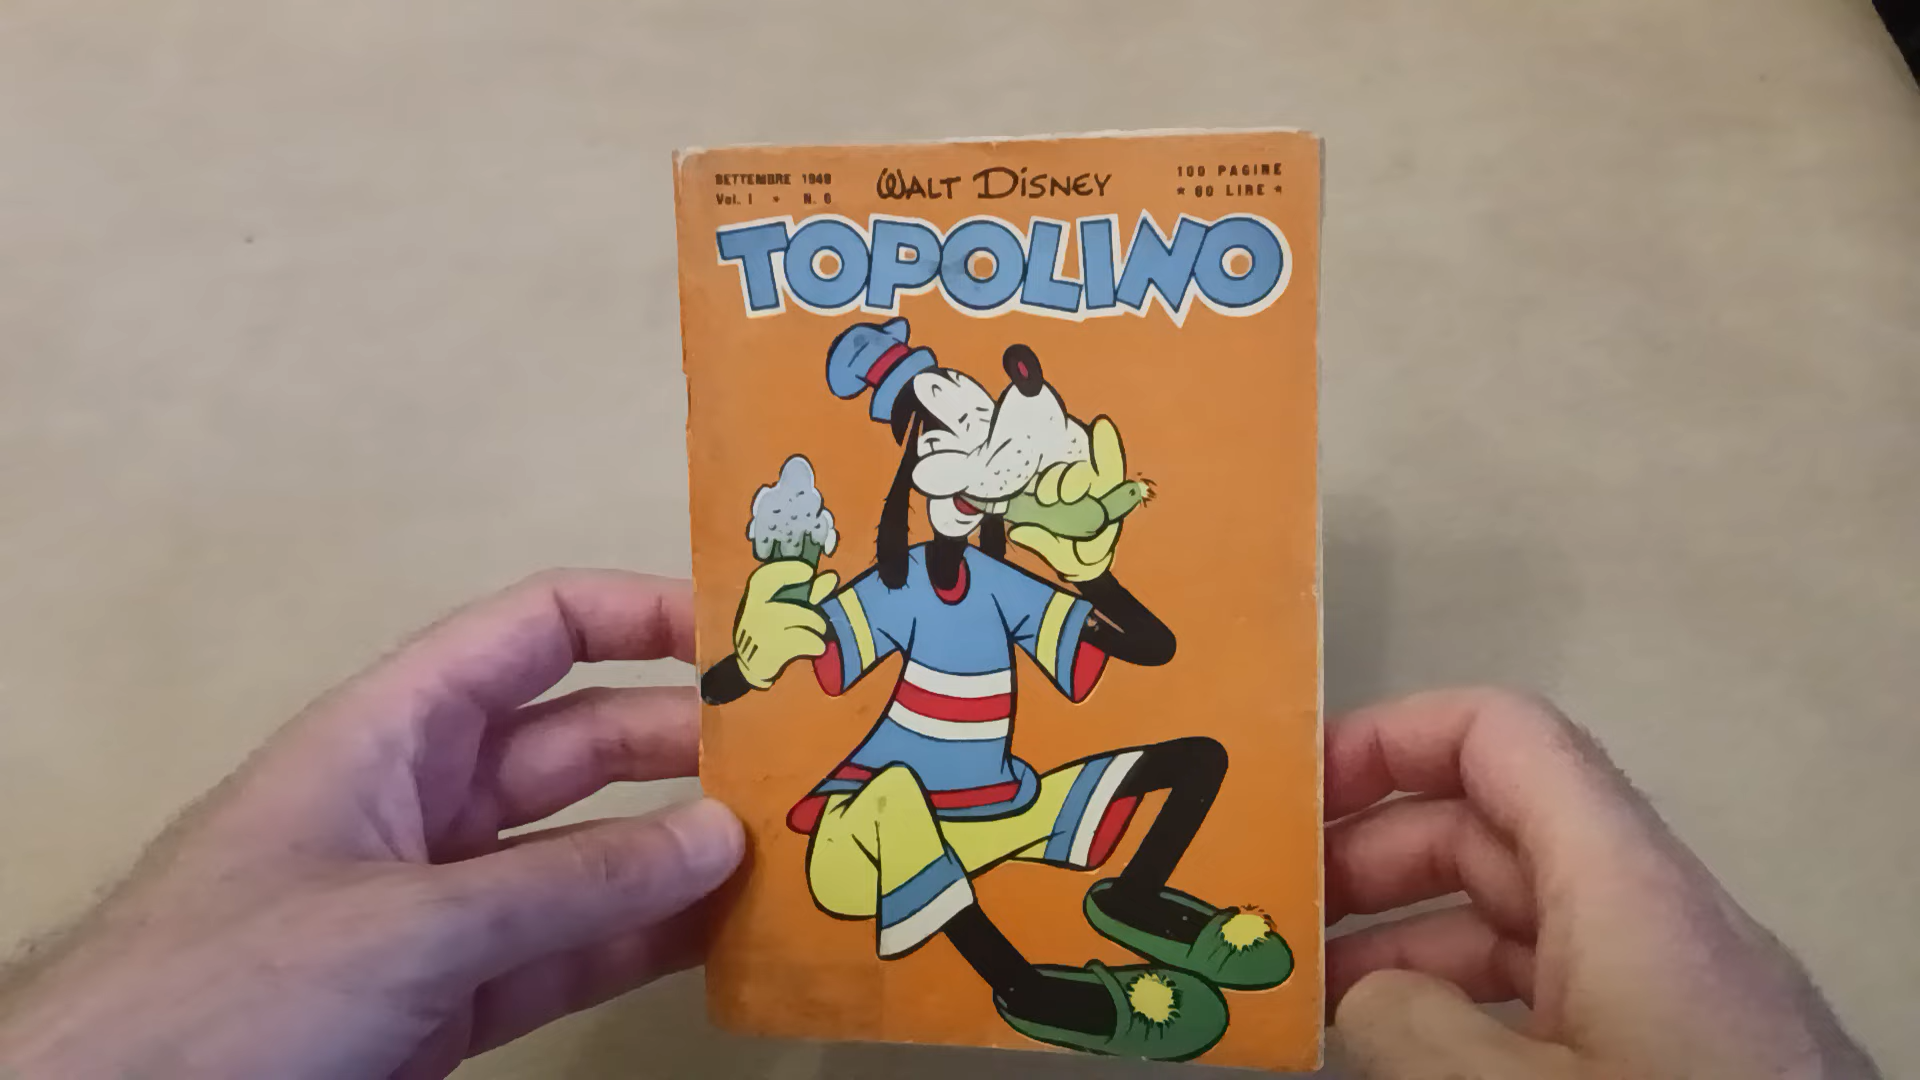 SETTEMBRE 1949
Vol. I * N. 6
WALT DISNEY
100 PAGINE
* 60 LIRE *
TOPOLINO